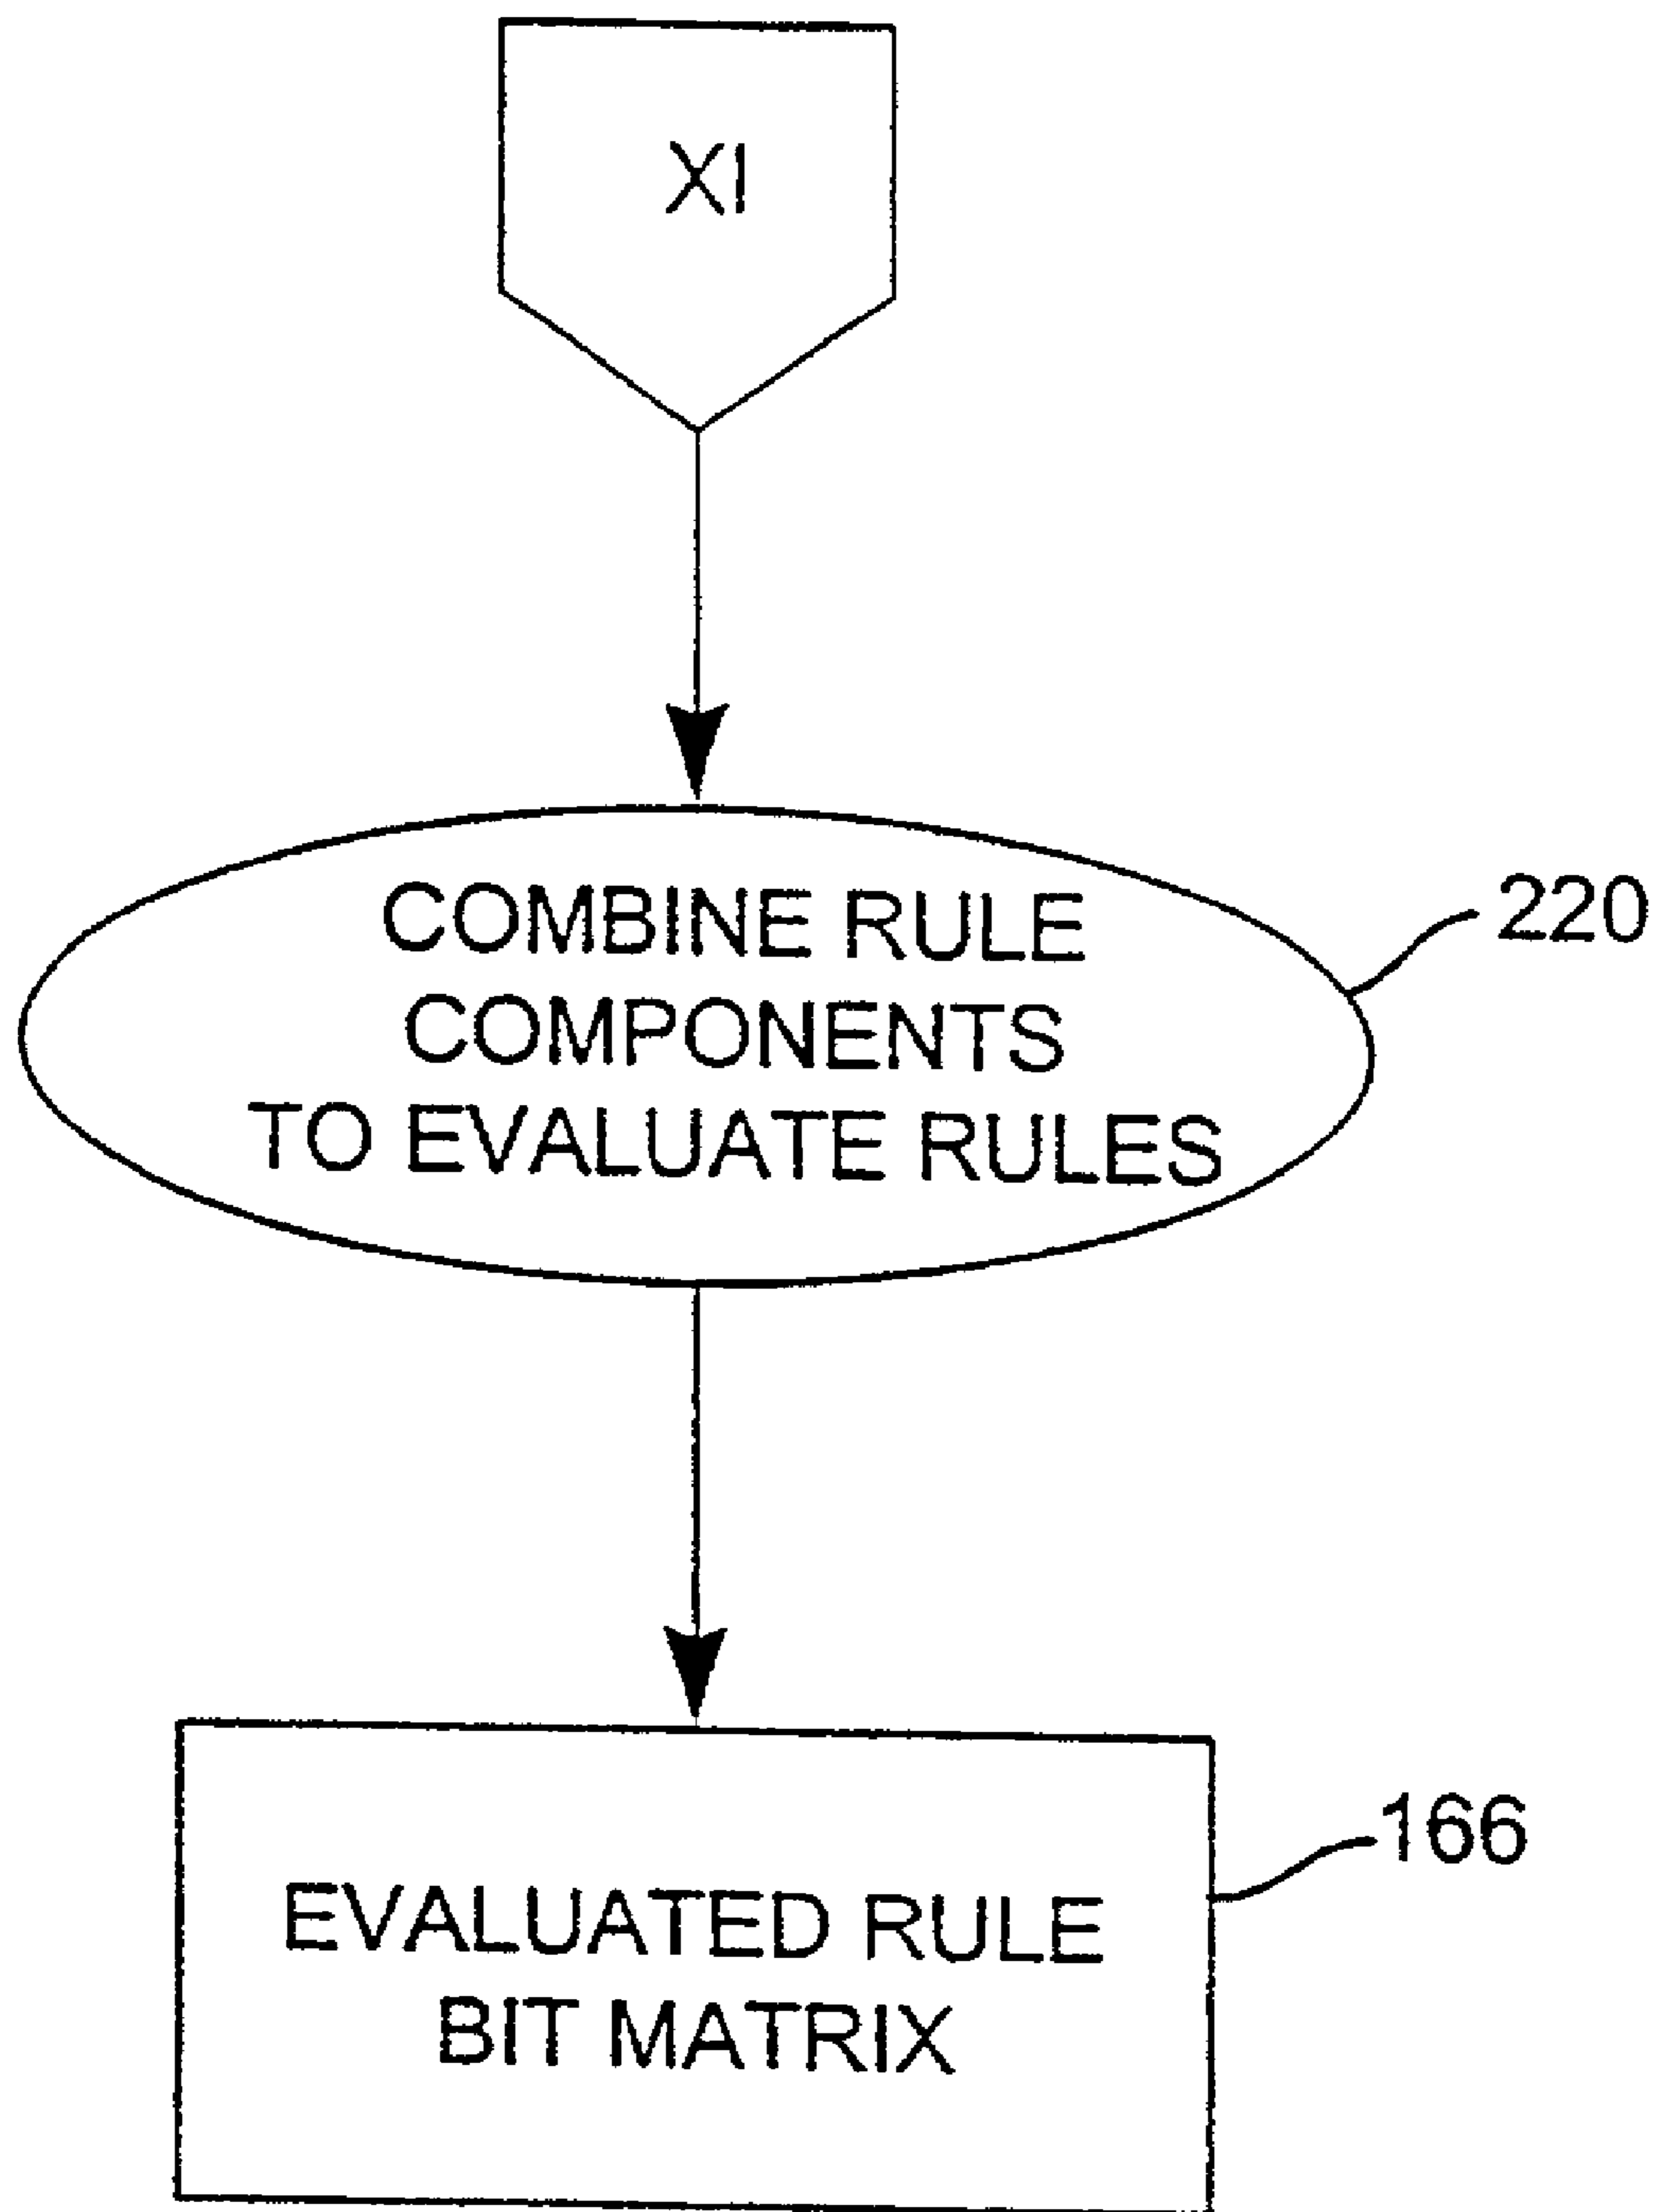 XI
COMBINE RULE
COMPONENTS
TO EVALUATE RULES
220
EVALUATED RULE
BIT MATRIX
166